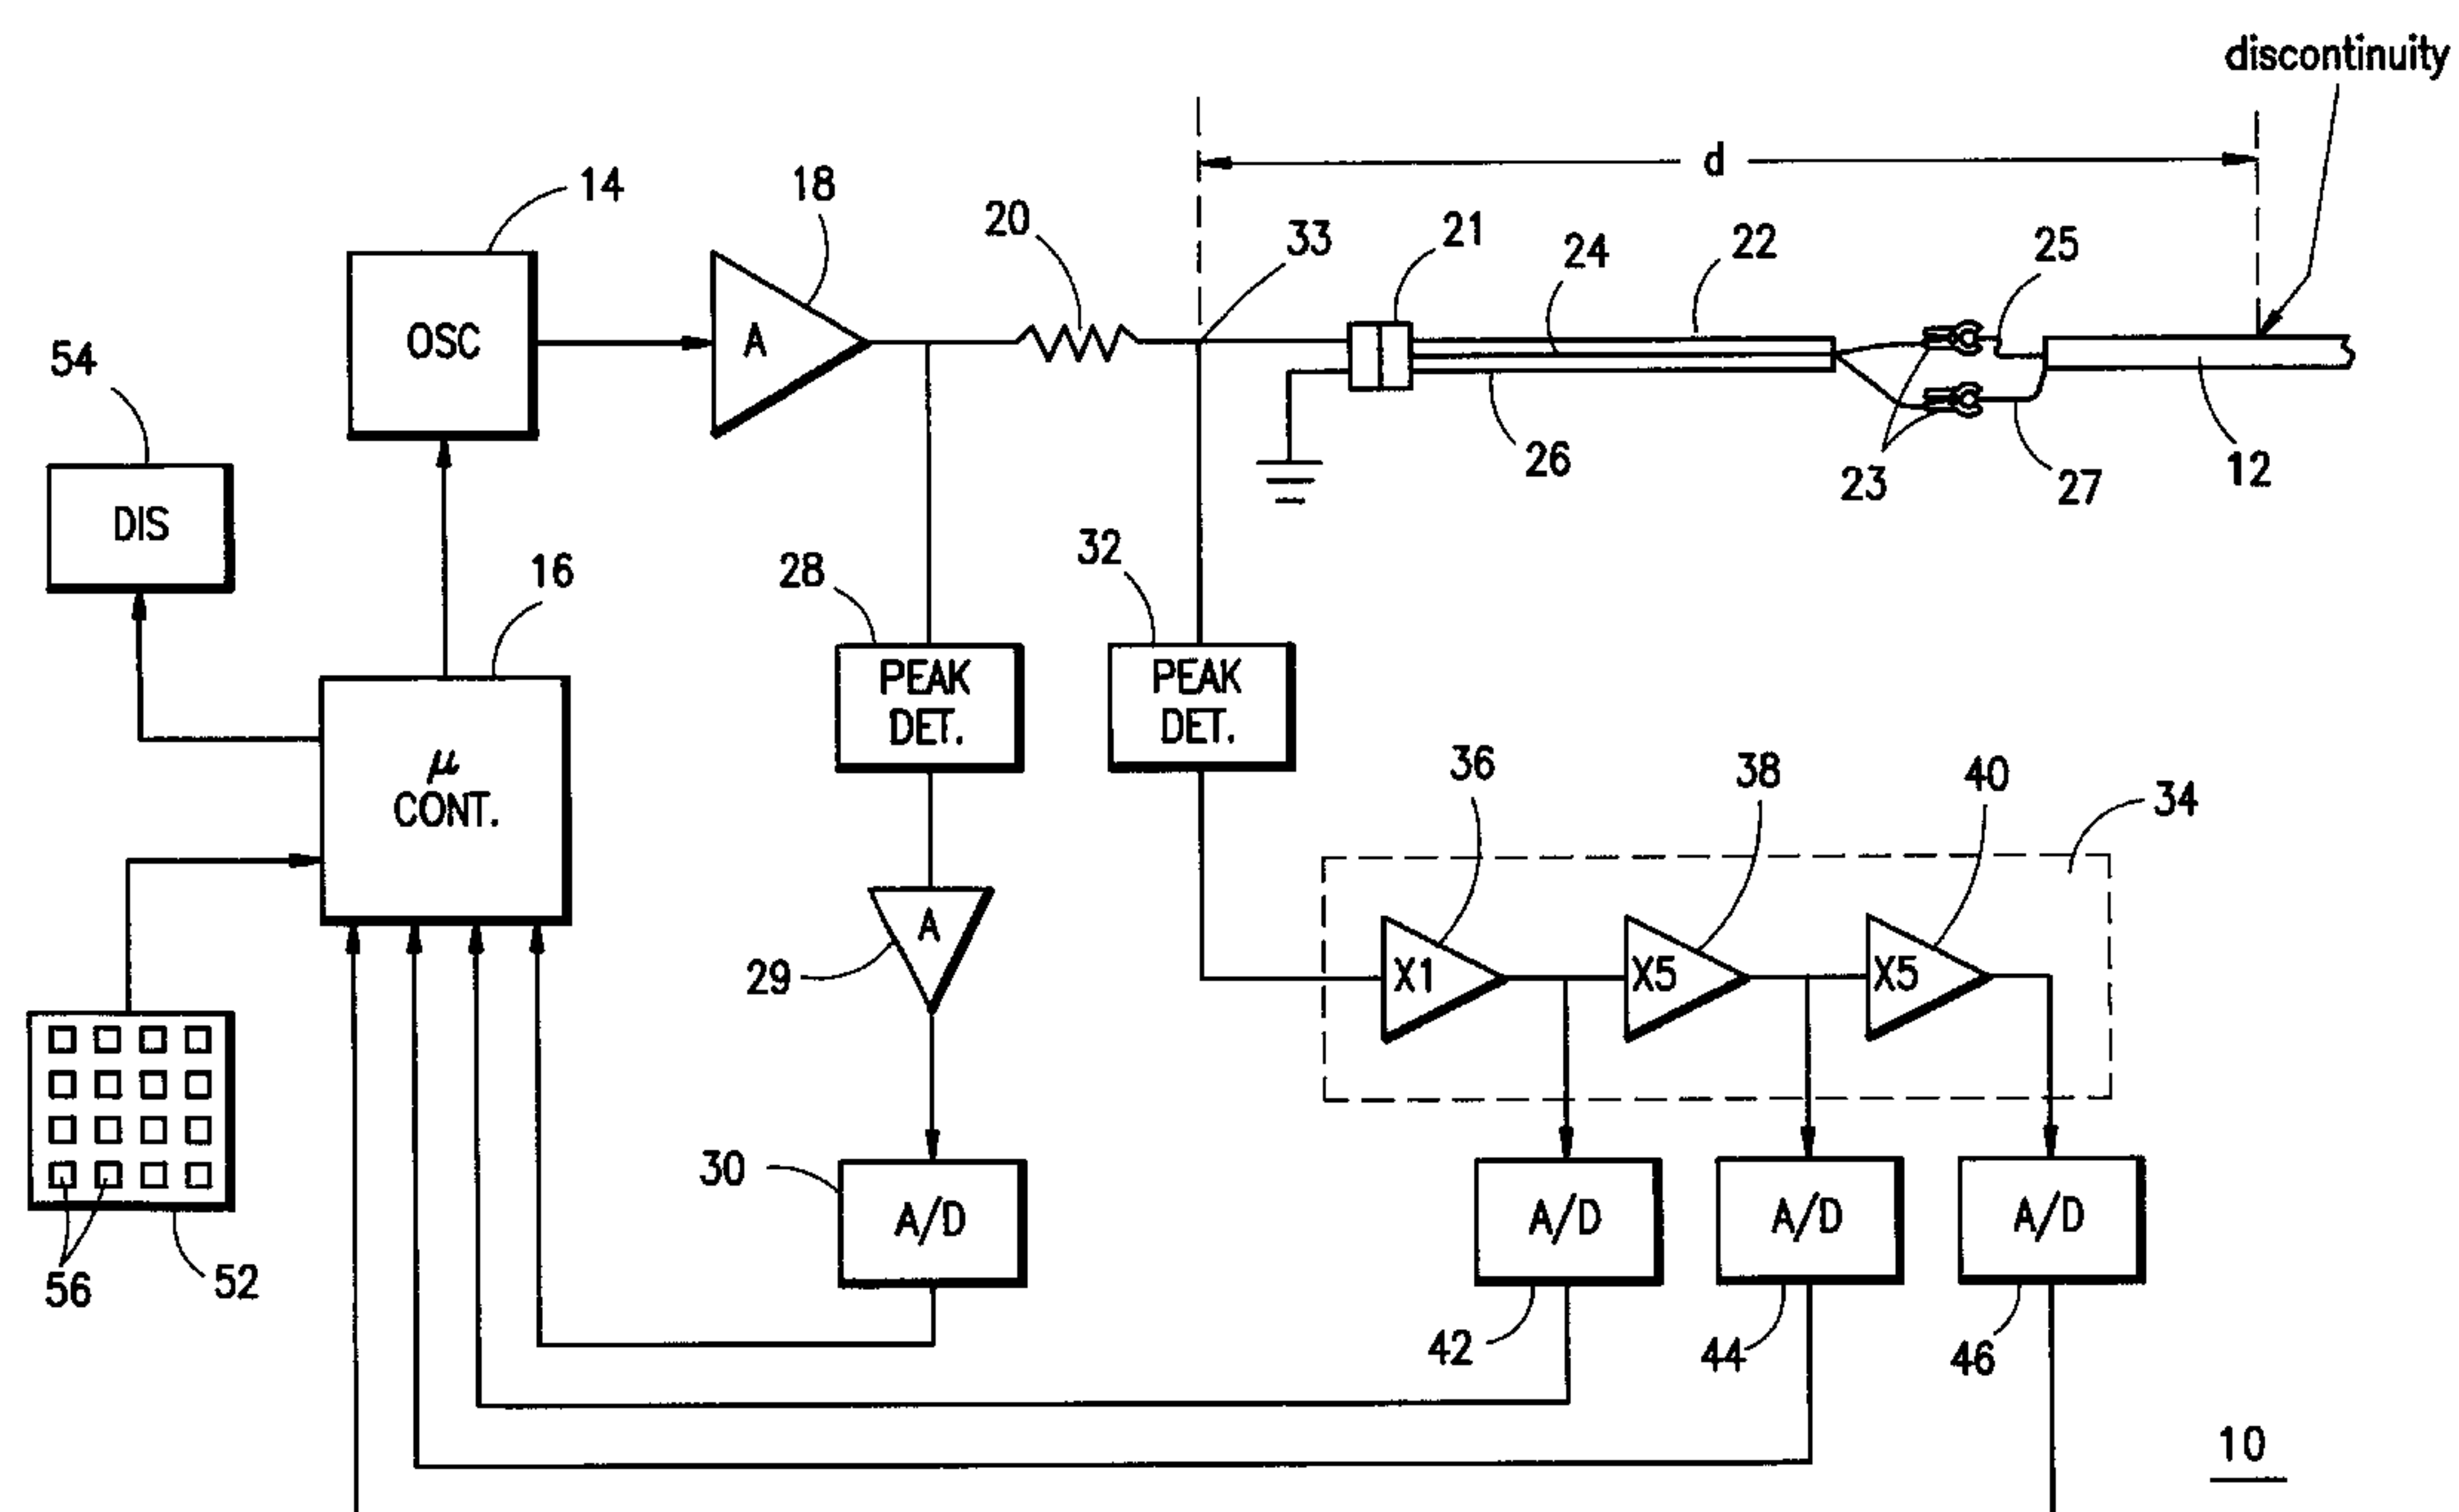 discontinuity
d
14
18
20
33
21
24
22
25
OSC
A
54
26
23
27
12
DIS
16
28
32
PEAK
DET.
PEAK
DET.
μ
CONT.
36
38
40
34
A
29
X1
X5
X5
30
A/D
A/D
A/D
A/D
56
52
42
44
46
10